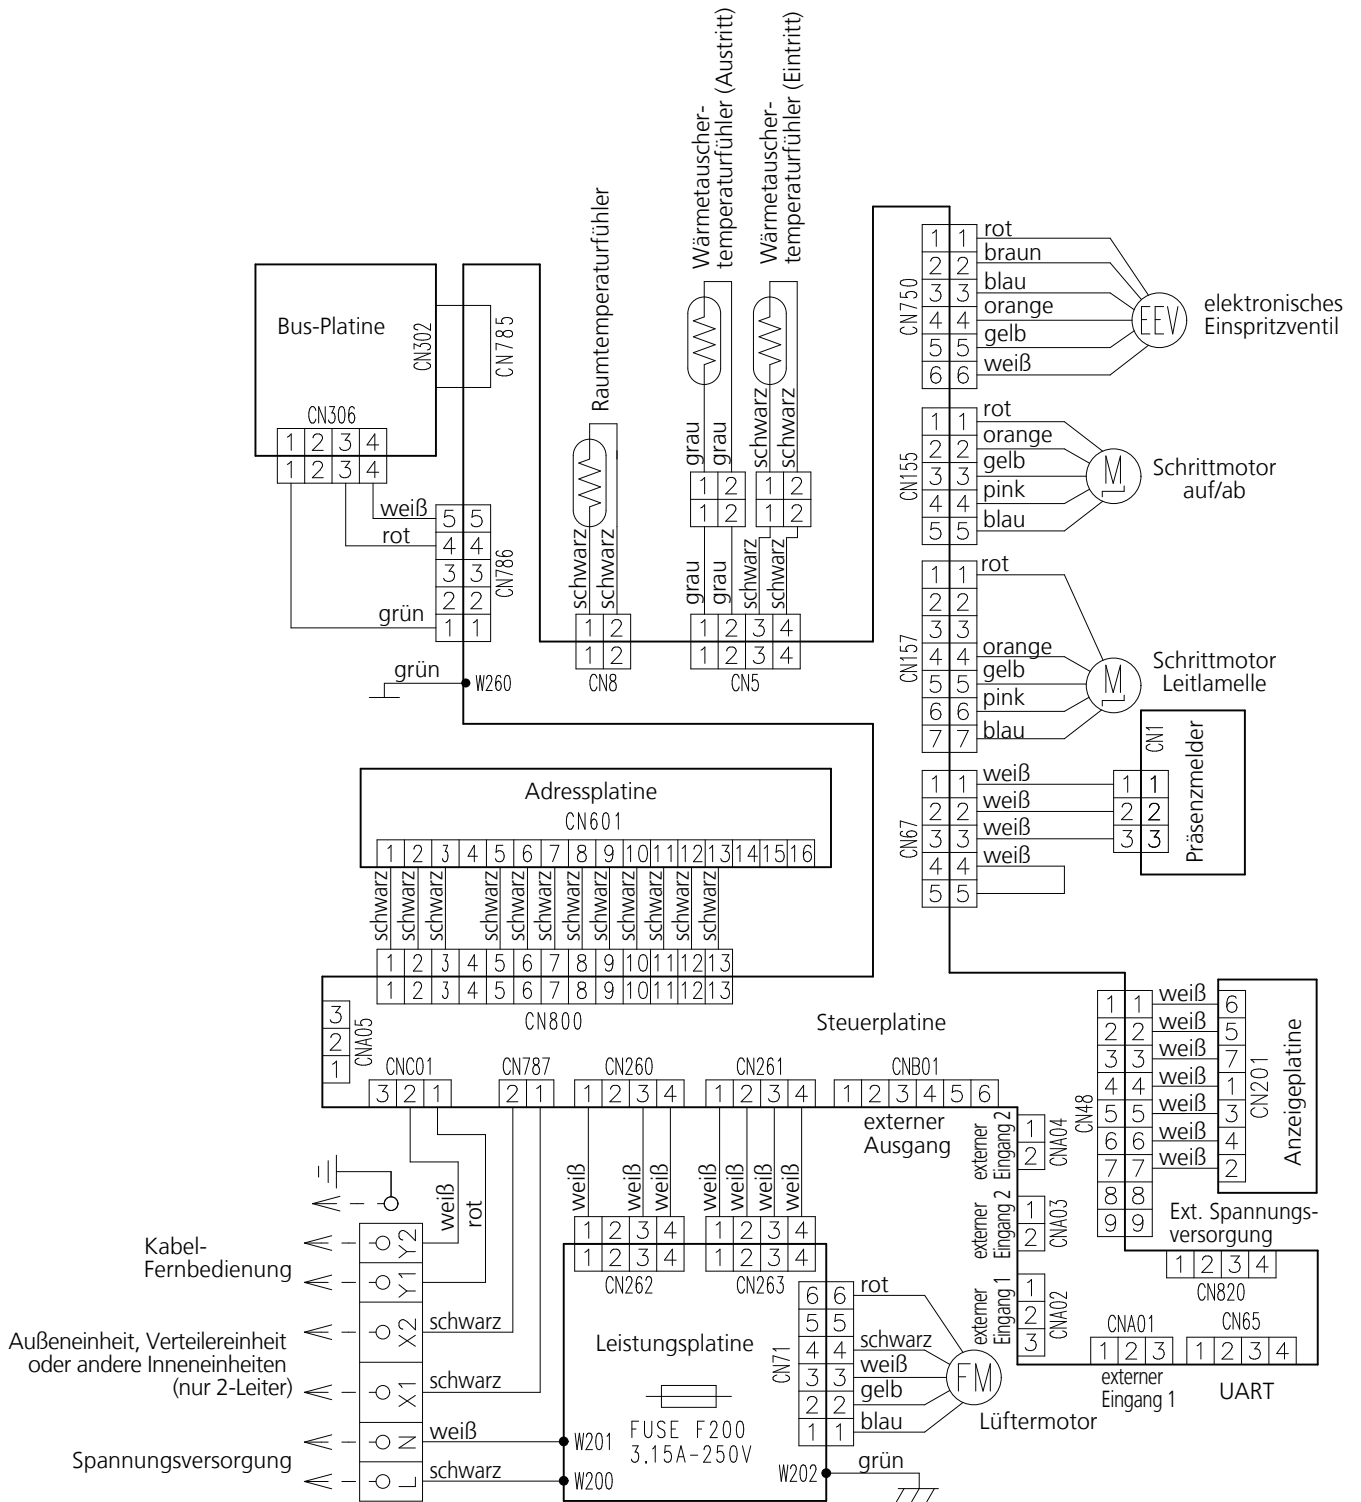 Wärmetauscher-
temperaturfühler (Austritt)
Wärmetauscher-
temperaturfühler (Eintritt)
Raumtemperaturfühler
Bus-Platine
CN302
CN785
CN306
1 2 3 4
1 2 3 4
weiß
rot
grün
5 5
4 4
3 3
2 2
1 1
CN786
grün
W260
schwarz
schwarz
1 2
1 2
CN8
grau
grau
schwarz
schwarz
1 2
1 2
1 2
1 2
grau
grau
schwarz
schwarz
1 2 3 4
1 2 3 4
CN5
CN750
1 1 rot
2 2 braun
3 3 blau
4 4 orange
5 5 gelb
6 6 weiß
EEV
elektronisches
Einspritzventil
CN155
1 1 rot
2 2 orange
3 3 gelb
4 4 pink
5 5 blau
M
Schrittmotor
auf/ab
CN157
1 1 rot
2 2
3 3
4 4 orange
5 5 gelb
6 6 pink
7 7 blau
M
Schrittmotor
Leitlamelle
CN67
1 1 weiß
2 2 weiß
3 3 weiß
4 4 weiß
5 5
1 1
2 2
3 3
CN1
Präsenzmelder
Adressplatine
CN601
1 2 3 4 5 6 7 8 9 10 11 12 13 14 15 16
schwarz
schwarz
schwarz
schwarz
schwarz
schwarz
schwarz
schwarz
schwarz
schwarz
schwarz
schwarz
1 2 3 4 5 6 7 8 9 10 11 12 13
1 2 3 4 5 6 7 8 9 10 11 12 13
CN800
Steuerplatine
3
2
1
CNA05
CNC01
3 2 1
CN787
2 1
CN260
1 2 3 4
CN261
1 2 3 4
CNB01
1 2 3 4 5 6
externer
Ausgang
CN48
1 1 weiß 6
2 2 weiß 5
3 3 weiß 7
4 4 weiß 1
5 5 weiß 3
6 6 weiß 4
7 7 weiß 2
8 8
9 9
CN201
Anzeigeplatine
externer
Eingang 2
1
2
CNA04
externer
Eingang 2
1
2
CNA03
externer
Eingang 1
1
2
3
CNA02
Ext. Spannungs-
versorgung
1 2 3 4
CN820
CNA01
1 2 3
externer
Eingang 1
CN65
1 2 3 4
UART
weiß
rot
weiß
weiß
weiß
weiß
weiß
weiß
weiß
1 2 3 4
1 2 3 4
CN262
1 2 3 4
1 2 3 4
CN263
Kabel-
Fernbedienung
Y2
Y1
Außeneinheit, Verteilereinheit
oder andere Inneneinheiten
(nur 2-Leiter)
X2
schwarz
X1
schwarz
Spannungsversorgung
N
weiß
L
schwarz
W201
W200
Leistungsplatine
FUSE F200
3,15A-250V
CN71
6 6 rot
5 5
4 4 schwarz
3 3 weiß
2 2 gelb
1 1 blau
FM
Lüftermotor
W202
grün